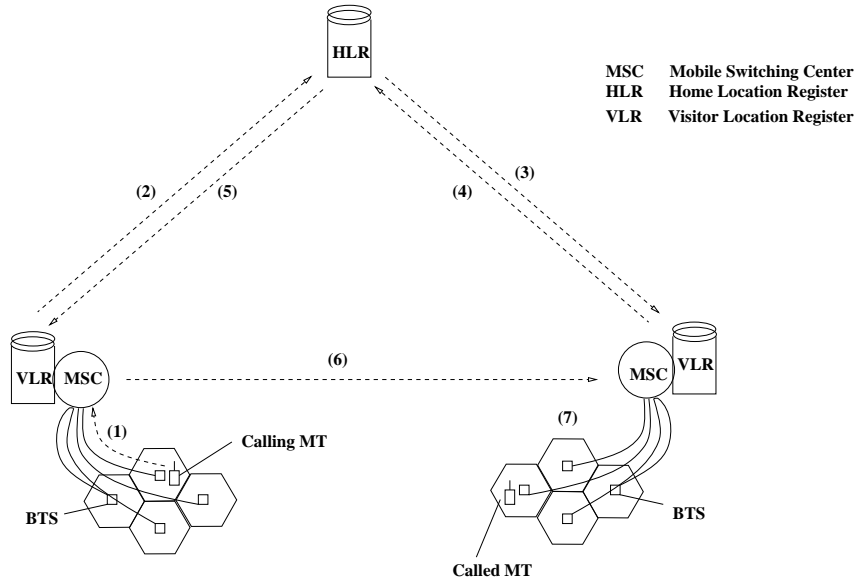 HLR
MSC Mobile Switching Center
HLR Home Location Register
VLR Visitor Location Register
(2)
(5)
(3)
(4)
VLR
MSC
(6)
MSC
VLR
(1)
Calling MT
(7)
BTS
BTS
Called MT